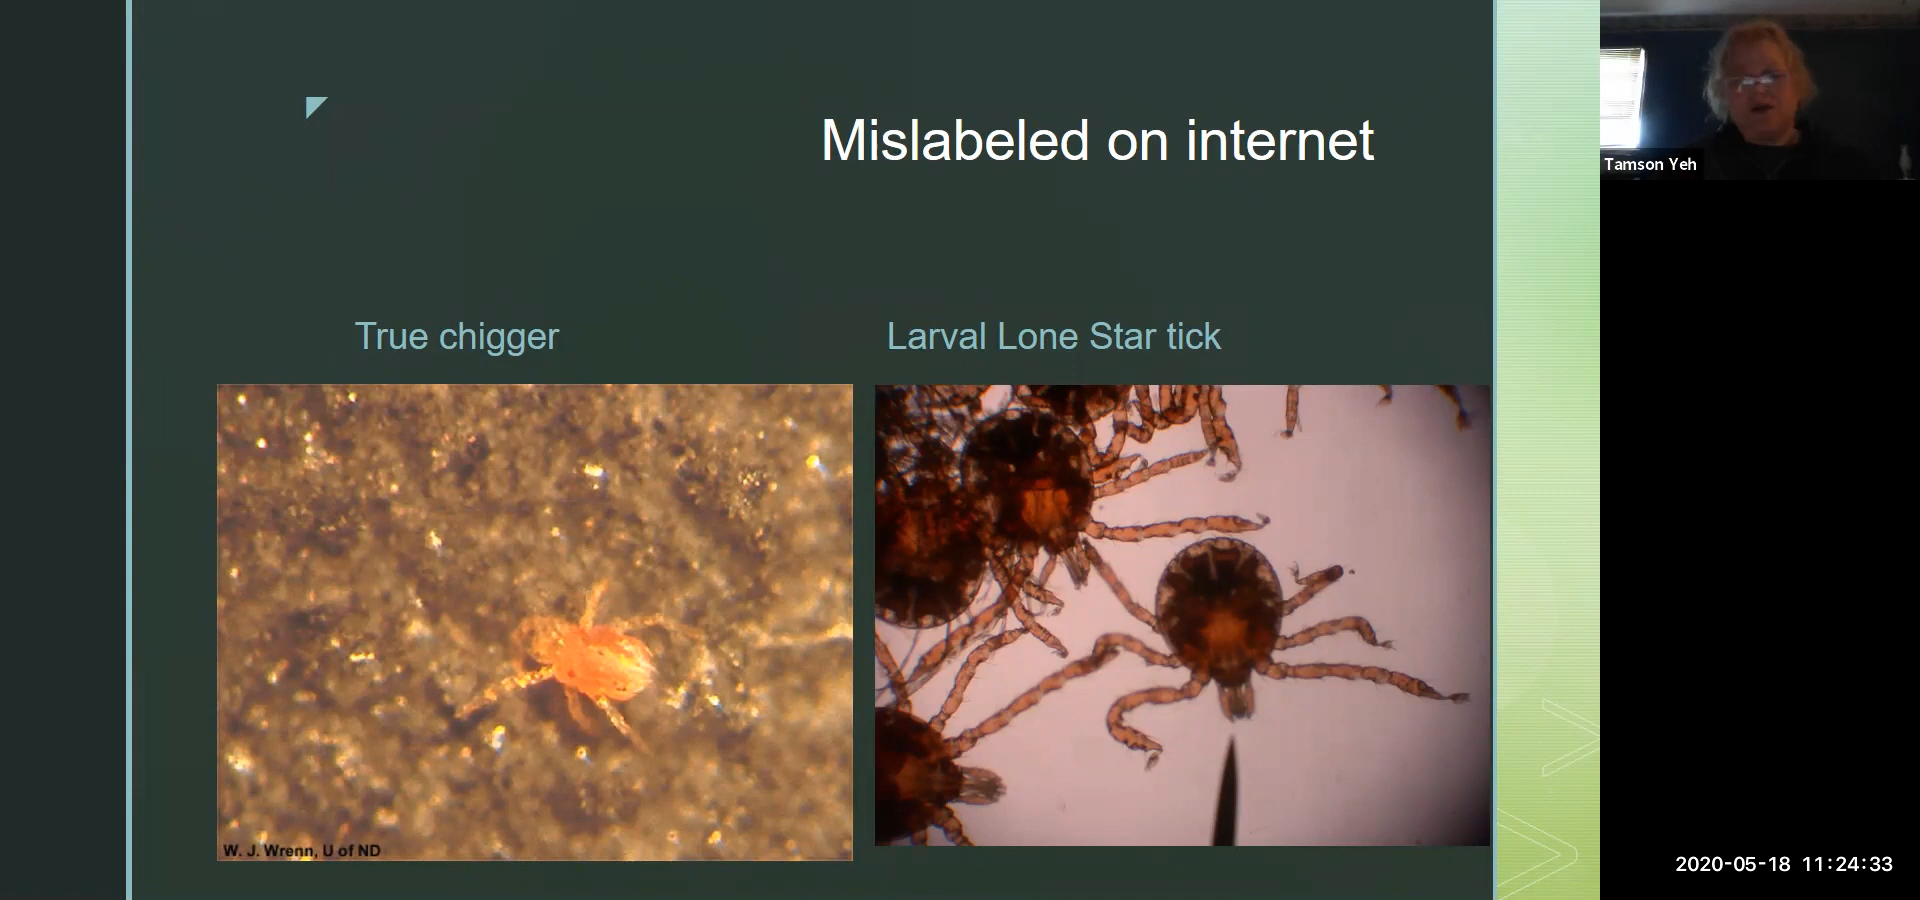 Mislabeled on internet
True chigger
Larval Lone Star tick
W. J. Wrenn, U of ND
Tamson Yeh
2020-05-18 11:24:33